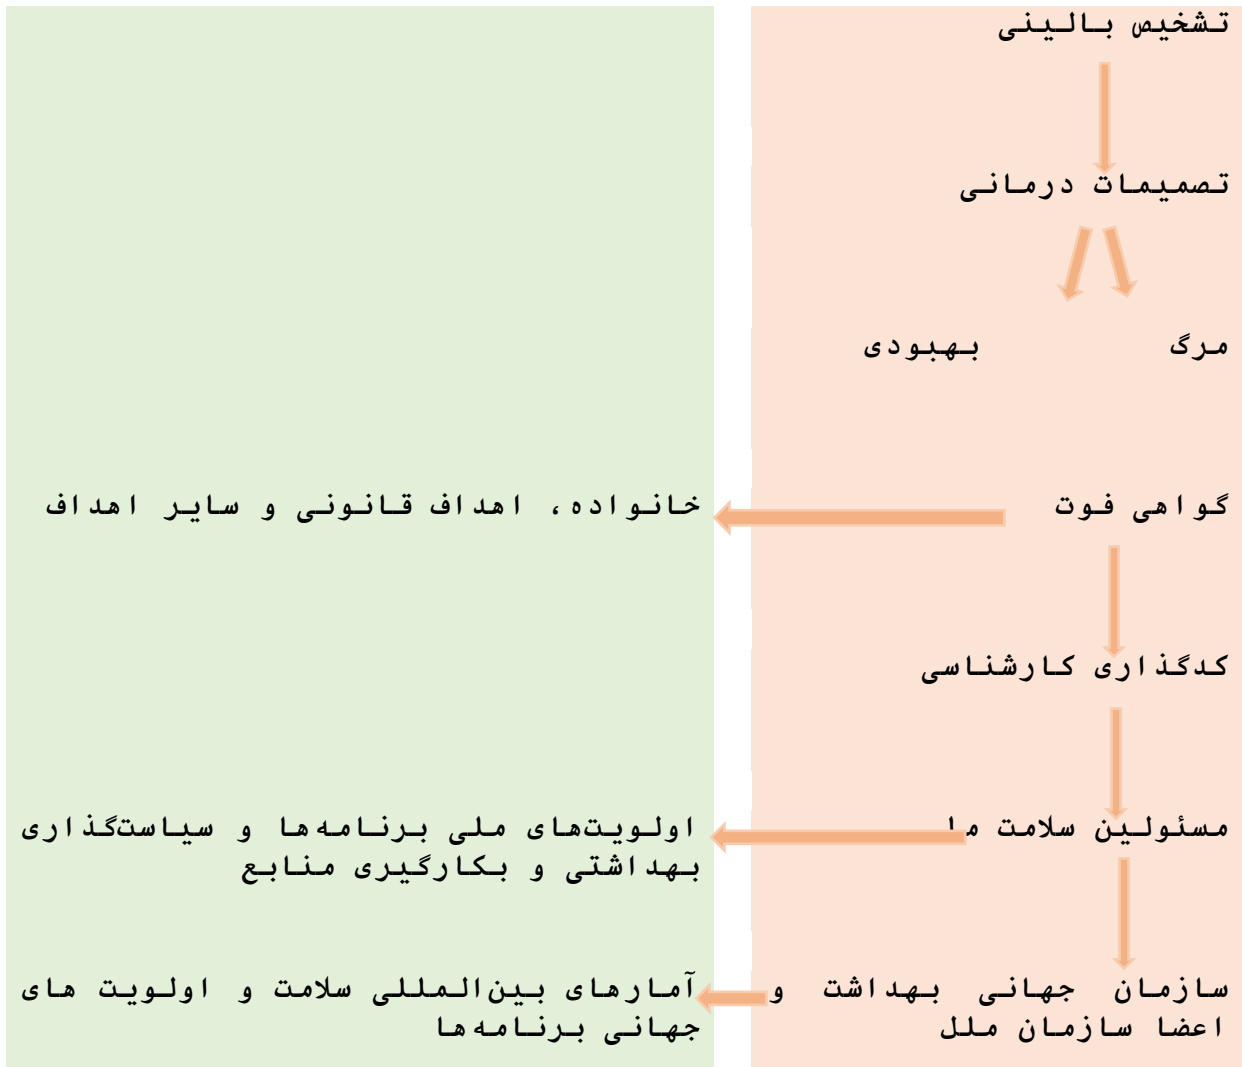 تشخیص بالینی
تصمیمات درمانی
مرگ بهبودی
گواهی فوت
خانواده، اهداف قانونی و سایر اهداف
کدگذاری کارشناسی
مسئولین سلامت
اولویت‌های ملی برنامه‌ها و سیاست‌گذاری
بهداشتی و بکارگیری منابع
سازمان جهانی بهداشت و
اعضا سازمان ملل
آمارهای بین‌المللی سلامت و اولویت های
جهانی برنامه‌ها